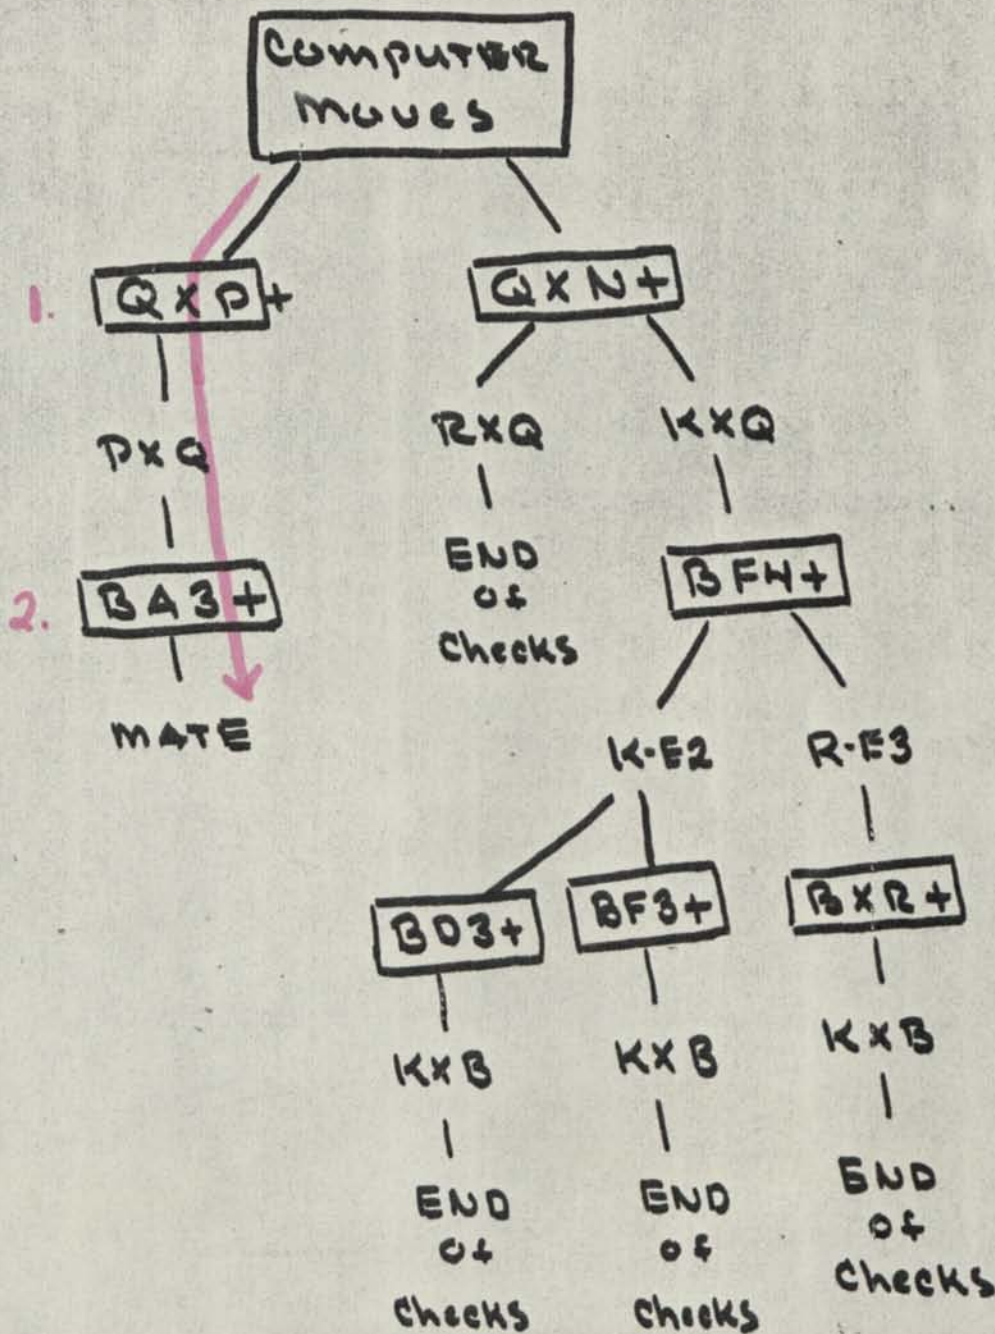 Computer
moves
1. QXP+
QXN+
PXQ
RXQ
KXQ
2. BA3+
END
of
Checks
BF4+
MATE
K-E2
R-F3
BD3+
BF3+
BXR+
KXB
KXB
KXB
END
of
Checks
END
of
Checks
END
of
Checks